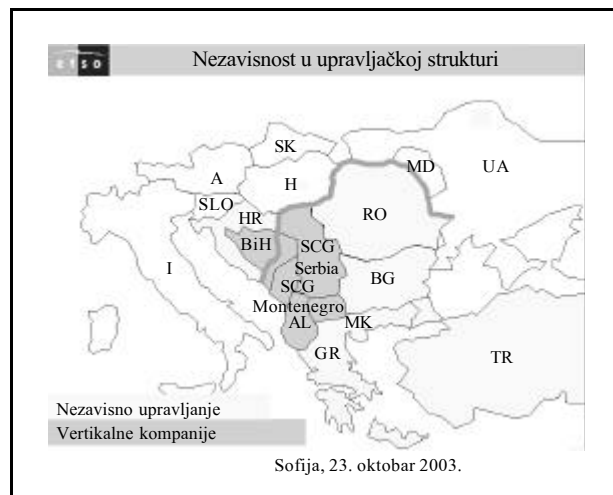 etso
Nezavisnost u upravljačkoj strukturi
SK
MD
UA
A
H
SLO
RO
HR
BiH
SCG
Serbia
I
BG
SCG
Montenegro
AL
MK
GR
TR
Nezavisno upravljanje
Vertikalne kompanije
Sofija, 23. oktobar 2003.